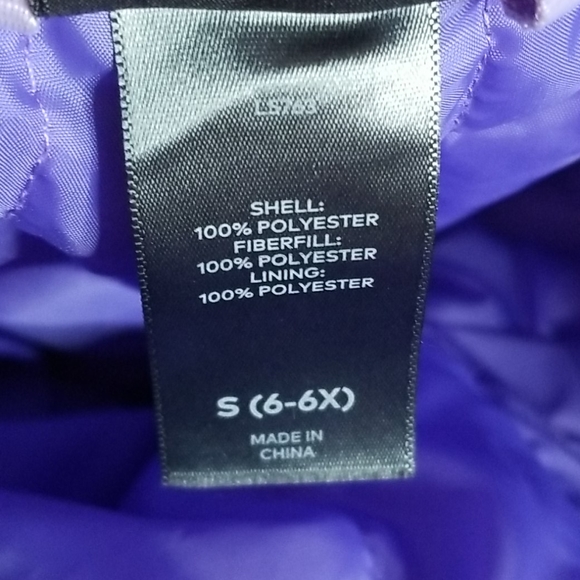 SHELL:
100% POLYESTER
FIBERFILL:
100% POLYESTER
LINING:
100% POLYESTER
S (6-6X)
MADE IN
CHINA